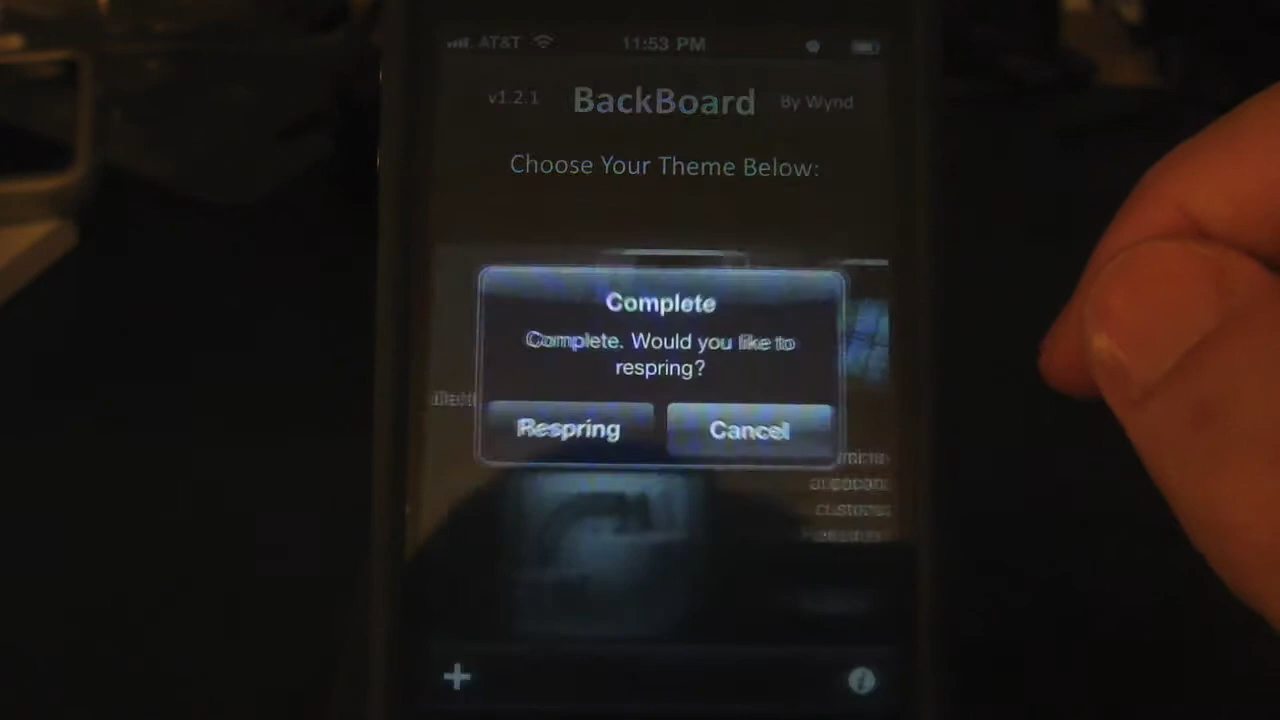 AT&T 11:53 PM
v1.2.1 BackBoard By Wynd
Choose Your Theme Below:
Complete
Complete. Would you like to
respring?
Respring Cancel